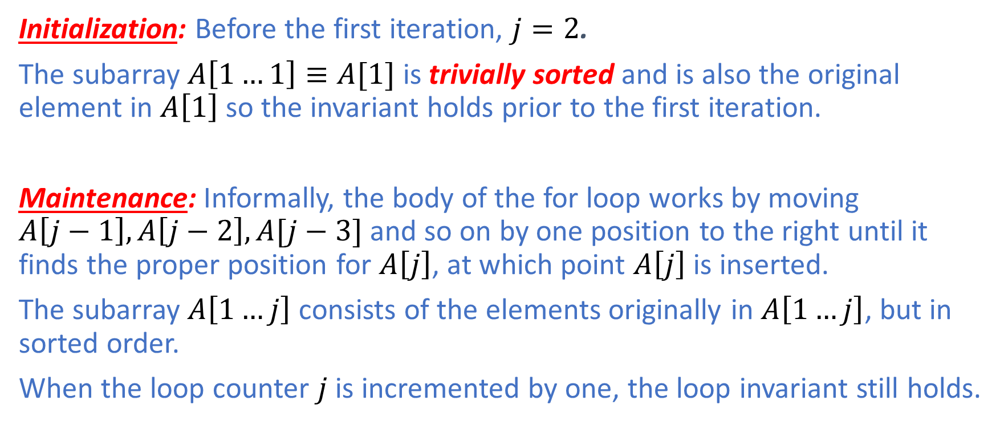 Initialization: Before the first iteration, j = 2.
The subarray A[1 … 1] ≡ A[1] is trivially sorted and is also the original
element in A[1] so the invariant holds prior to the first iteration.
Maintenance: Informally, the body of the for loop works by moving
A[j − 1], A[j − 2], A[j − 3] and so on by one position to the right until it
finds the proper position for A[j], at which point A[j] is inserted.
The subarray A[1 … j] consists of the elements originally in A[1 … j], but in
sorted order.
When the loop counter j is incremented by one, the loop invariant still holds.